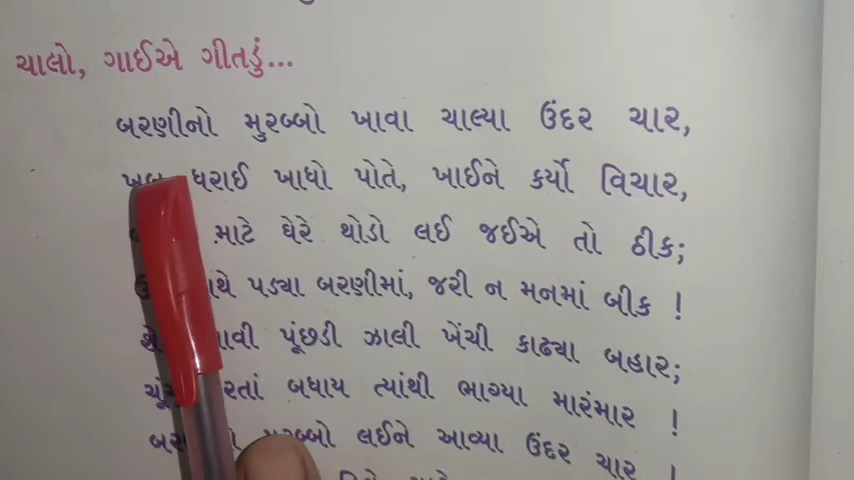 ચાલો, ગાઈએ ગીતડું...
બરણીનો મુરબ્બો ખાવા ચાલ્યા ઉંદર ચાર,
ધરાઈ ખાધો પોતે, ખાઈને કર્યો વિચાર,
માટે ઘેરે થોડો લઈ જઈએ તો ઠીક;
પડ્યા બરણીમાં, જરી ન મનમાં બીક !
પૂંછડી ઝાલી ખેંચી કાઢ્યા બહાર;
બધાય ત્યાંથી ભાગ્યા મારંમાર !
લઈને આવ્યા ઉંદર ચાર !